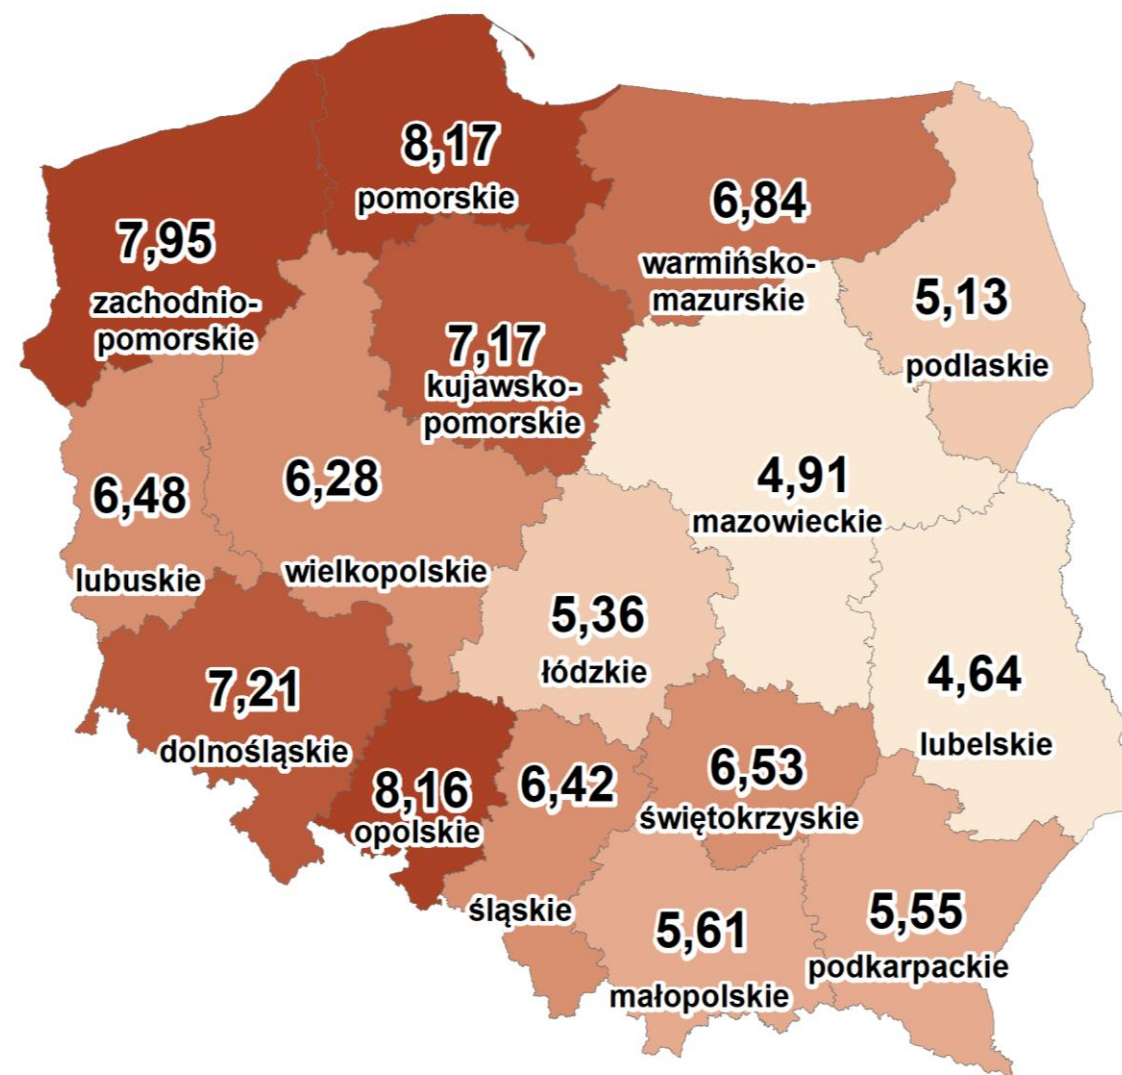 8,17
pomorskie
7,95
zachodnio-
pomorskie
6,84
warmińsko-
mazurskie
5,13
podlaskie
7,17
kujawsko-
pomorskie
6,48
lubuskie
6,28
wielkopolskie
4,91
mazowieckie
5,36
łódzkie
4,64
lubelskie
7,21
dolnośląskie
8,16
opolskie
6,42
śląskie
6,53
świętokrzyskie
5,61
małopolskie
5,55
podkarpackie